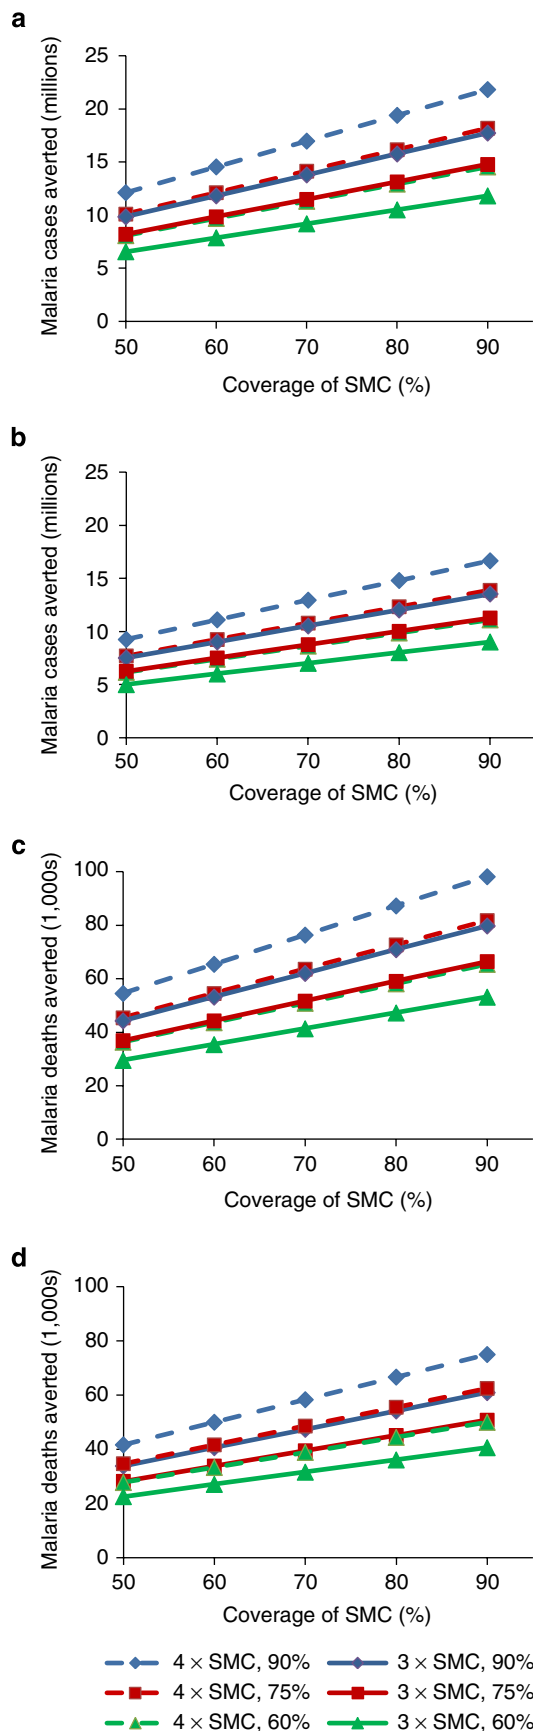 a
Malaria cases averted (millions)
25
20
15
10
5
0
50 60 70 80 90
Coverage of SMC (%)
b
Malaria cases averted (millions)
25
20
15
10
5
0
50 60 70 80 90
Coverage of SMC (%)
c
Malaria deaths averted (1,000s)
100
80
60
40
20
0
50 60 70 80 90
Coverage of SMC (%)
d
Malaria deaths averted (1,000s)
100
80
60
40
20
0
50 60 70 80 90
Coverage of SMC (%)
4 × SMC, 90% 3 × SMC, 90%
4 × SMC, 75% 3 × SMC, 75%
4 × SMC, 60% 3 × SMC, 60%